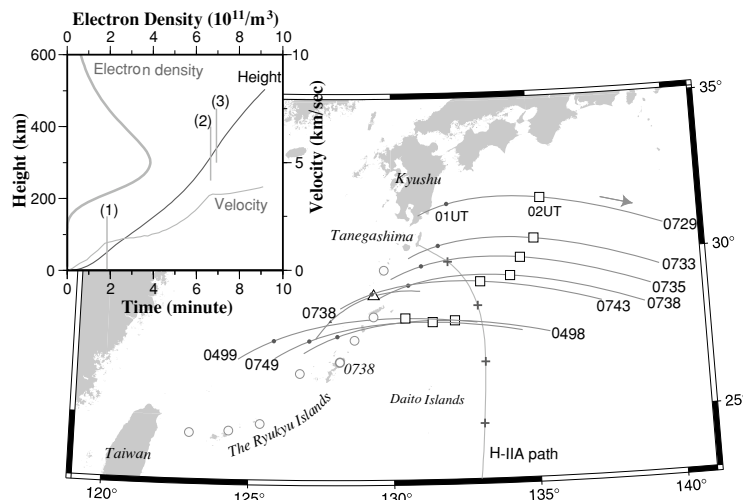 Electron Density (10¹¹/m³)
0 2 4 6 8 10
600
400
200
0
Height (km)
Electron density
Height
Velocity
(1)
(2)
(3)
10
5
0
Velocity (km/sec)
0 2 4 6 8 10
Time (minute)
35°
30°
25°
Kyushu
Tanegashima
01UT
02UT
0729
0733
0735
0738
0743
0498
0738
0499
0749
0738
The Ryukyu Islands
Daito Islands
Taiwan
H-IIA path
120°
125°
130°
135°
140°